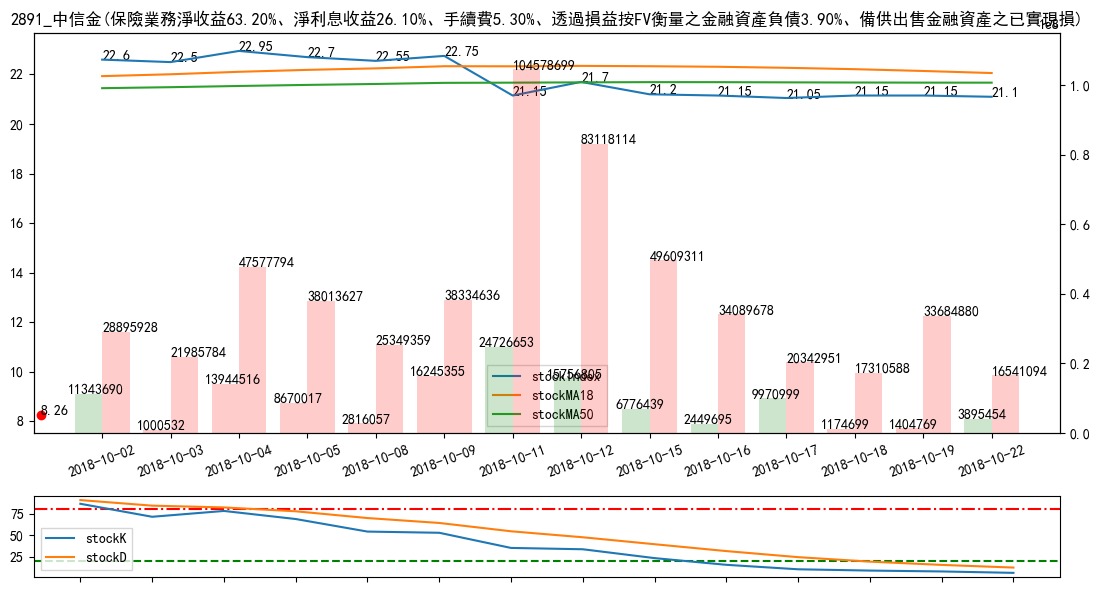 2891_中信金(保險業務淨收益63.20%、淨利息收益26.10%、手續費5.30%、透過損益按FV衡量之金融資產負債3.90%、備供出售金融資產之已實現損)
22.6 22.5 22.95 22.7 22.55 22.75 21.15 21.7 21.2 21.15 21.05 21.15 21.15 21.1
104578699
83118114
47577794 49609311
38013627 38334636 34089678 33684880
28895928 21985784 25349359 24726653 20342951 17310588 16541094
11343690 13944516 16245355 15756805
8670017 6776439 9970999
1000532 2816057 2449695 1174699 1404769 3895454
8.26
22
20
18
16
14
12
10
8
1.0
0.8
0.6
0.4
0.2
0.0
stockIndex
stockMA18
stockMA50
2018-10-02 2018-10-03 2018-10-04 2018-10-05 2018-10-08 2018-10-09 2018-10-11 2018-10-12 2018-10-15 2018-10-16 2018-10-17 2018-10-18 2018-10-19 2018-10-22
75
50
25
stockK
stockD